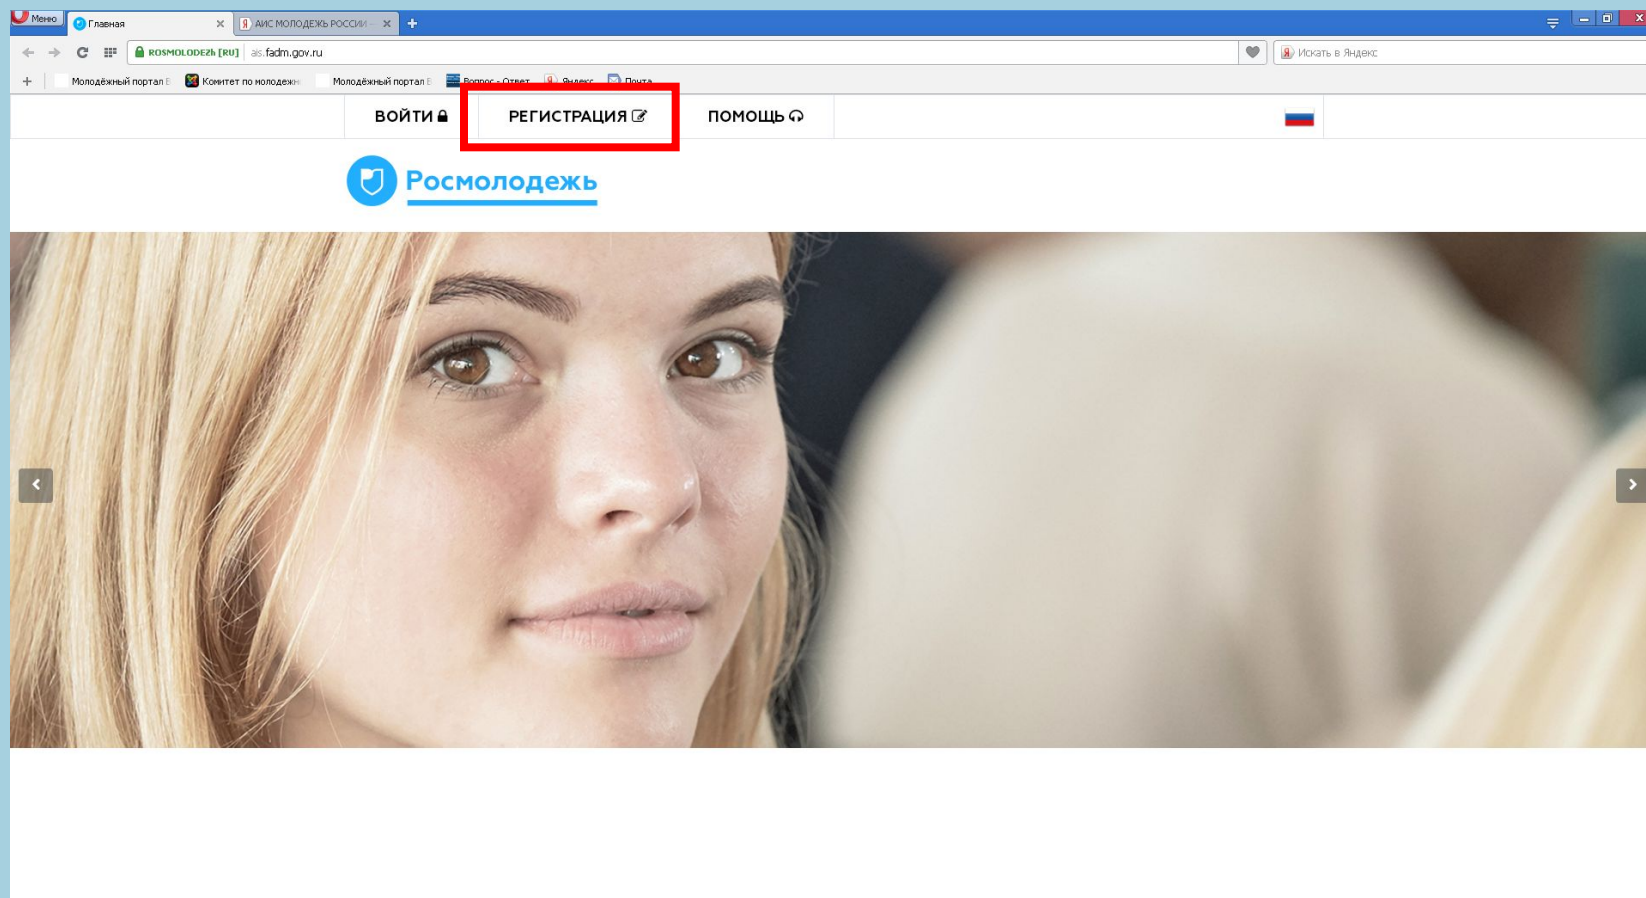 Меню Главная АИС МОЛОДЕЖЬ РОССИИ —
ROSMOLODEZh [RU] ais.fadm.gov.ru Искать в Яндекс
Молодёжный портал В Комитет по молодежн Молодёжный портал В Вопрос - Ответ Яндекс Почта
ВОЙТИ РЕГИСТРАЦИЯ ПОМОЩЬ
Росмолодежь